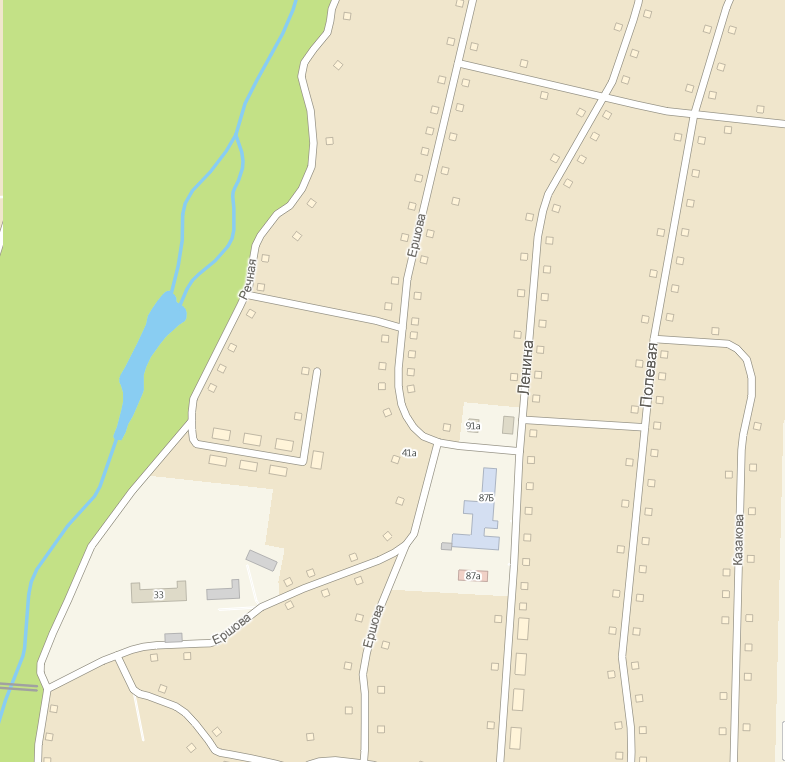 Ершова
Речная
Ленина
Полевая
91а
41а
87Б
Казакова
87а
33
Ершова
Ершова